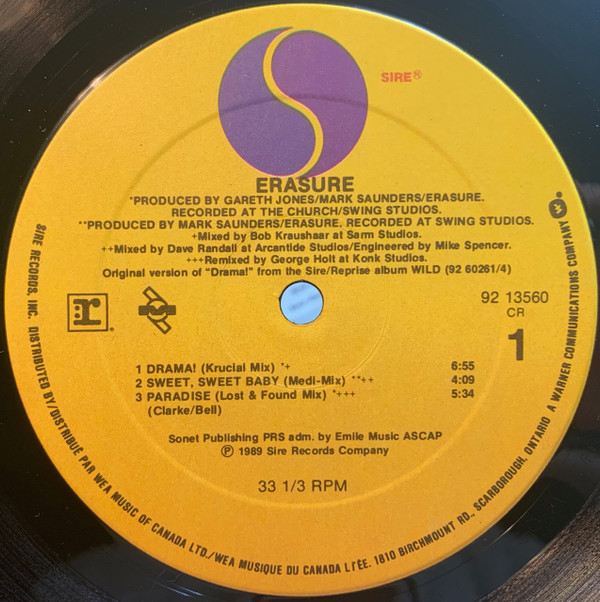 SIRE®
ERASURE
*PRODUCED BY GARETH JONES/MARK SAUNDERS/ERASURE.
RECORDED AT THE CHURCH/SWING STUDIOS.
**PRODUCED BY MARK SAUNDERS/ERASURE. RECORDED AT SWING STUDIOS.
+Mixed by Bob Kraushaar at Sarm Studios.
++Mixed by Dave Randall at Arcantide Studios/Engineered by Mike Spencer.
+++Remixed by George Holt at Konk Studios.
Original version of "Drama!" from the Sire/Reprise album WILD (92 60261/4)
r®
92 13560
CR
1
1 DRAMA! (Krucial Mix) *+ 6:55
2 SWEET, SWEET BABY (Medi-Mix) **++ 4:09
3 PARADISE (Lost & Found Mix) *+++ 5:34
(Clarke/Bell)
Sonet Publishing PRS adm. by Emile Music ASCAP
℗ 1989 Sire Records Company
33 1/3 RPM
SIRE RECORDS, INC. DISTRIBUTED BY/DISTRIBUÉ PAR WEA MUSIC OF CANADA LTD./WEA MUSIQUE DU CANADA LTÉE. 1810 BIRCHMOUNT RD., SCARBOROUGH, ONTARIO A WARNER COMMUNICATIONS COMPANY